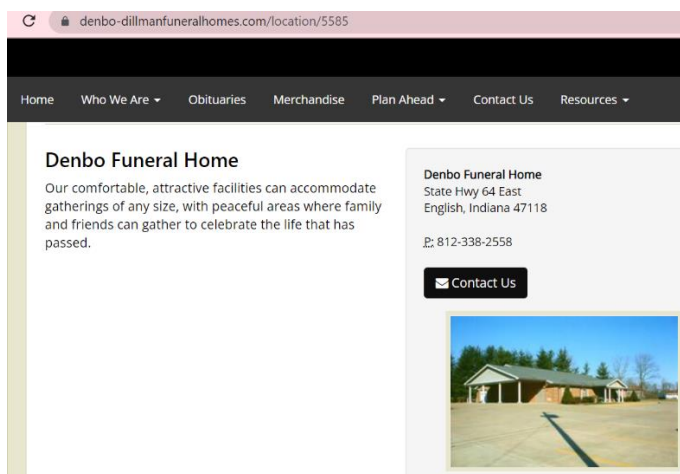 denbo-dillmanfuneralhomes.com/location/5585
Home Who We Are Obituaries Merchandise Plan Ahead Contact Us Resources
Denbo Funeral Home
Our comfortable, attractive facilities can accommodate
gatherings of any size, with peaceful areas where family
and friends can gather to celebrate the life that has
passed.
Denbo Funeral Home
State Hwy 64 East
English, Indiana 47118
P: 812-338-2558
Contact Us